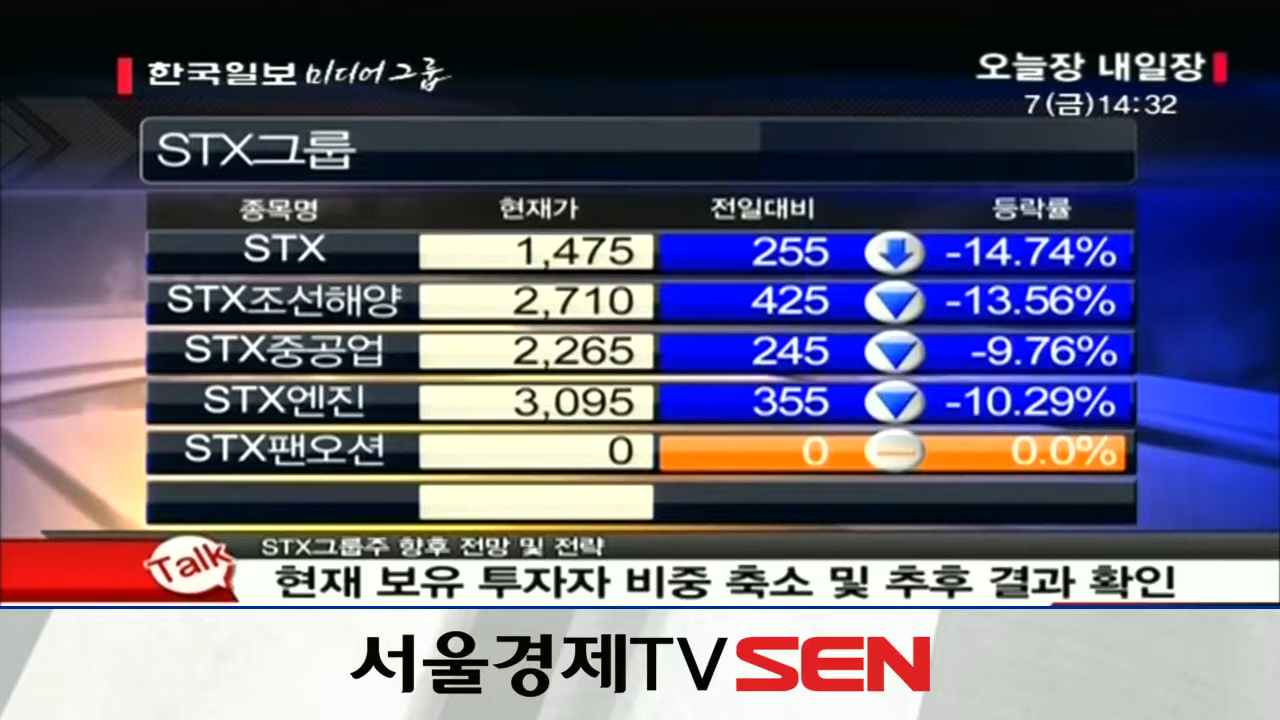 한국일보 미디어그룹
오늘장 내일장
7(금)14:32
STX그룹
종목명 현재가 전일대비 등락률
STX 1,475 255 -14.74%
STX조선해양 2,710 425 -13.56%
STX중공업 2,265 245 -9.76%
STX엔진 3,095 355 -10.29%
STX팬오션 0 0 0.0%
Talk
STX그룹주 향후 전망 및 전략
현재 보유 투자자 비중 축소 및 추후 결과 확인
서울경제TV SEN